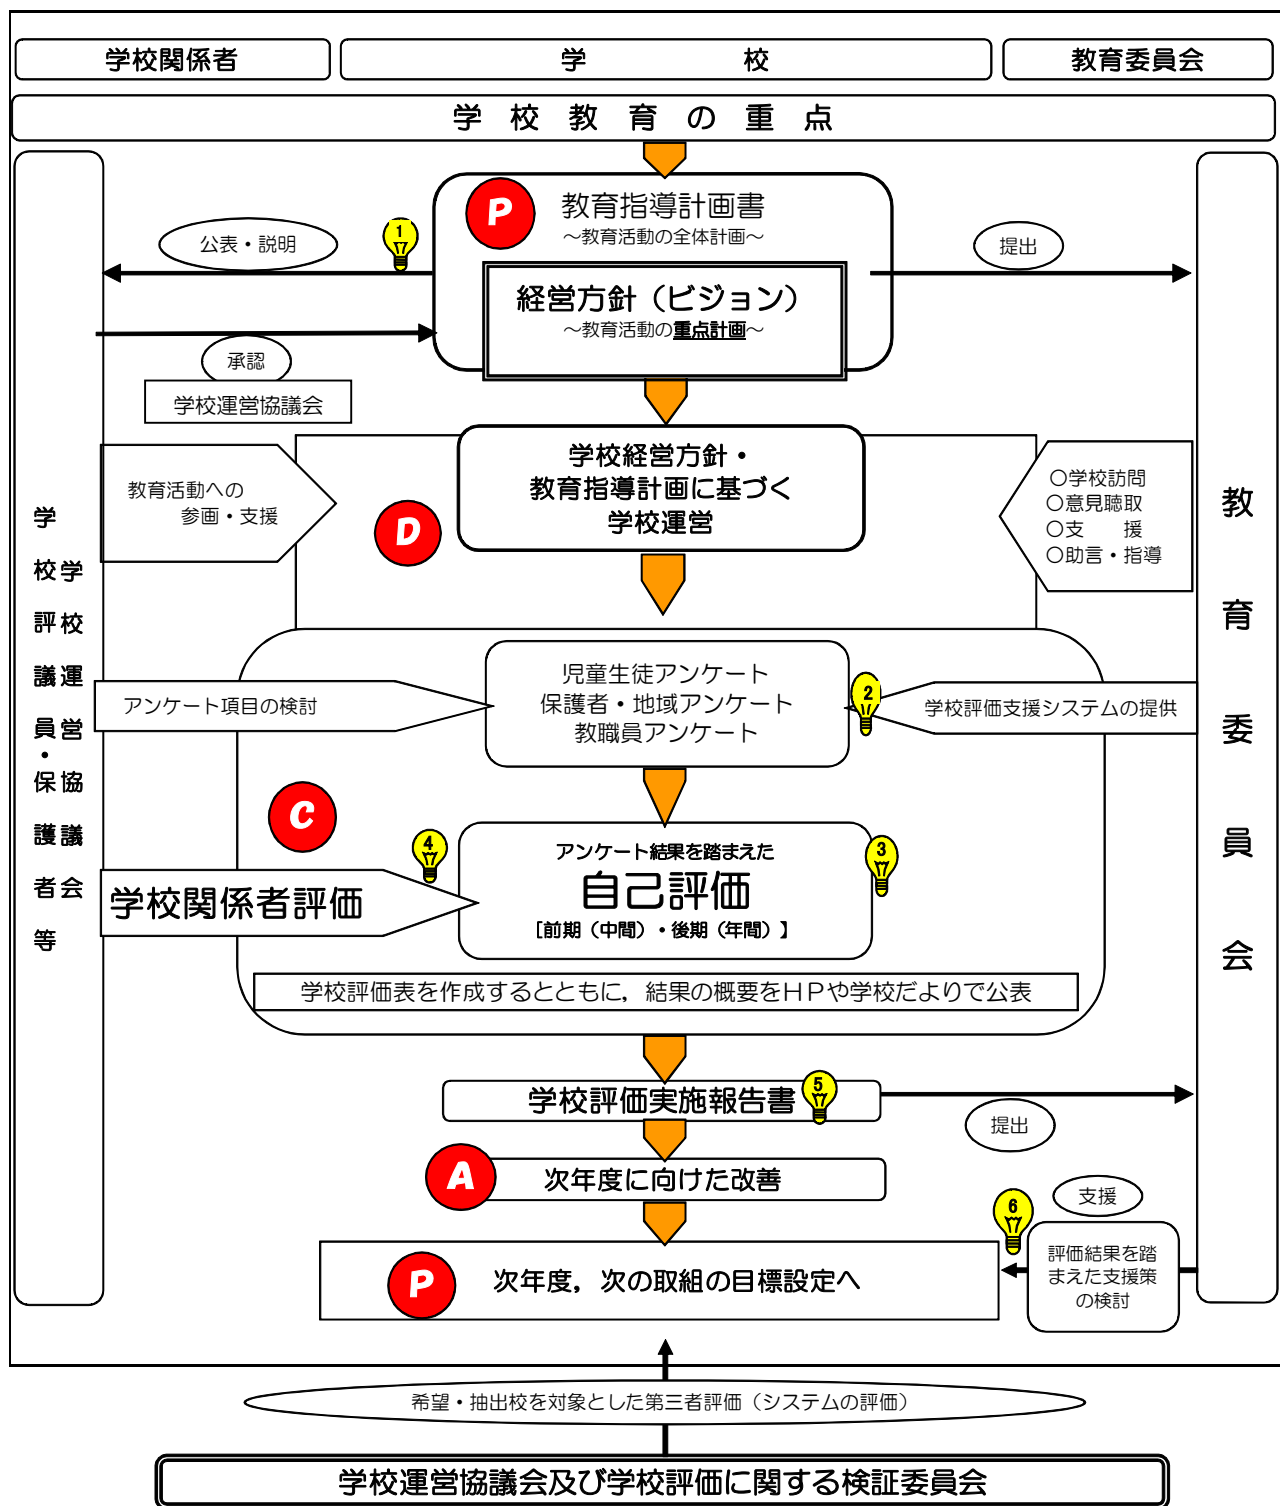 学校関係者
学　　　校
教育委員会
学校教育の重点
P
教育指導計画書
～教育活動の全体計画～
公表・説明
1
提出
経営方針（ビジョン）
～教育活動の重点計画～
承認
学校運営協議会
学校経営方針・
教育指導計画に基づく
学校運営
教育活動への
参画・支援
D
○学校訪問
○意見聴取
○支　　援
○助言・指導
学校評議員・保護者等
学校運営協議会
教育委員会
児童生徒アンケート
保護者・地域アンケート
教職員アンケート
アンケート項目の検討
2
学校評価支援システムの提供
C
4
3
アンケート結果を踏まえた
自己評価
［前期（中間）・後期（年間）】
学校関係者評価
学校評価表を作成するとともに，結果の概要をＨＰや学校だよりで公表
学校評価実施報告書
5
提出
A
次年度に向けた改善
支援
6
P
次年度，次の取組の目標設定へ
評価結果を踏
まえた支援策
の検討
希望・抽出校を対象とした第三者評価（システムの評価）
学校運営協議会及び学校評価に関する検証委員会